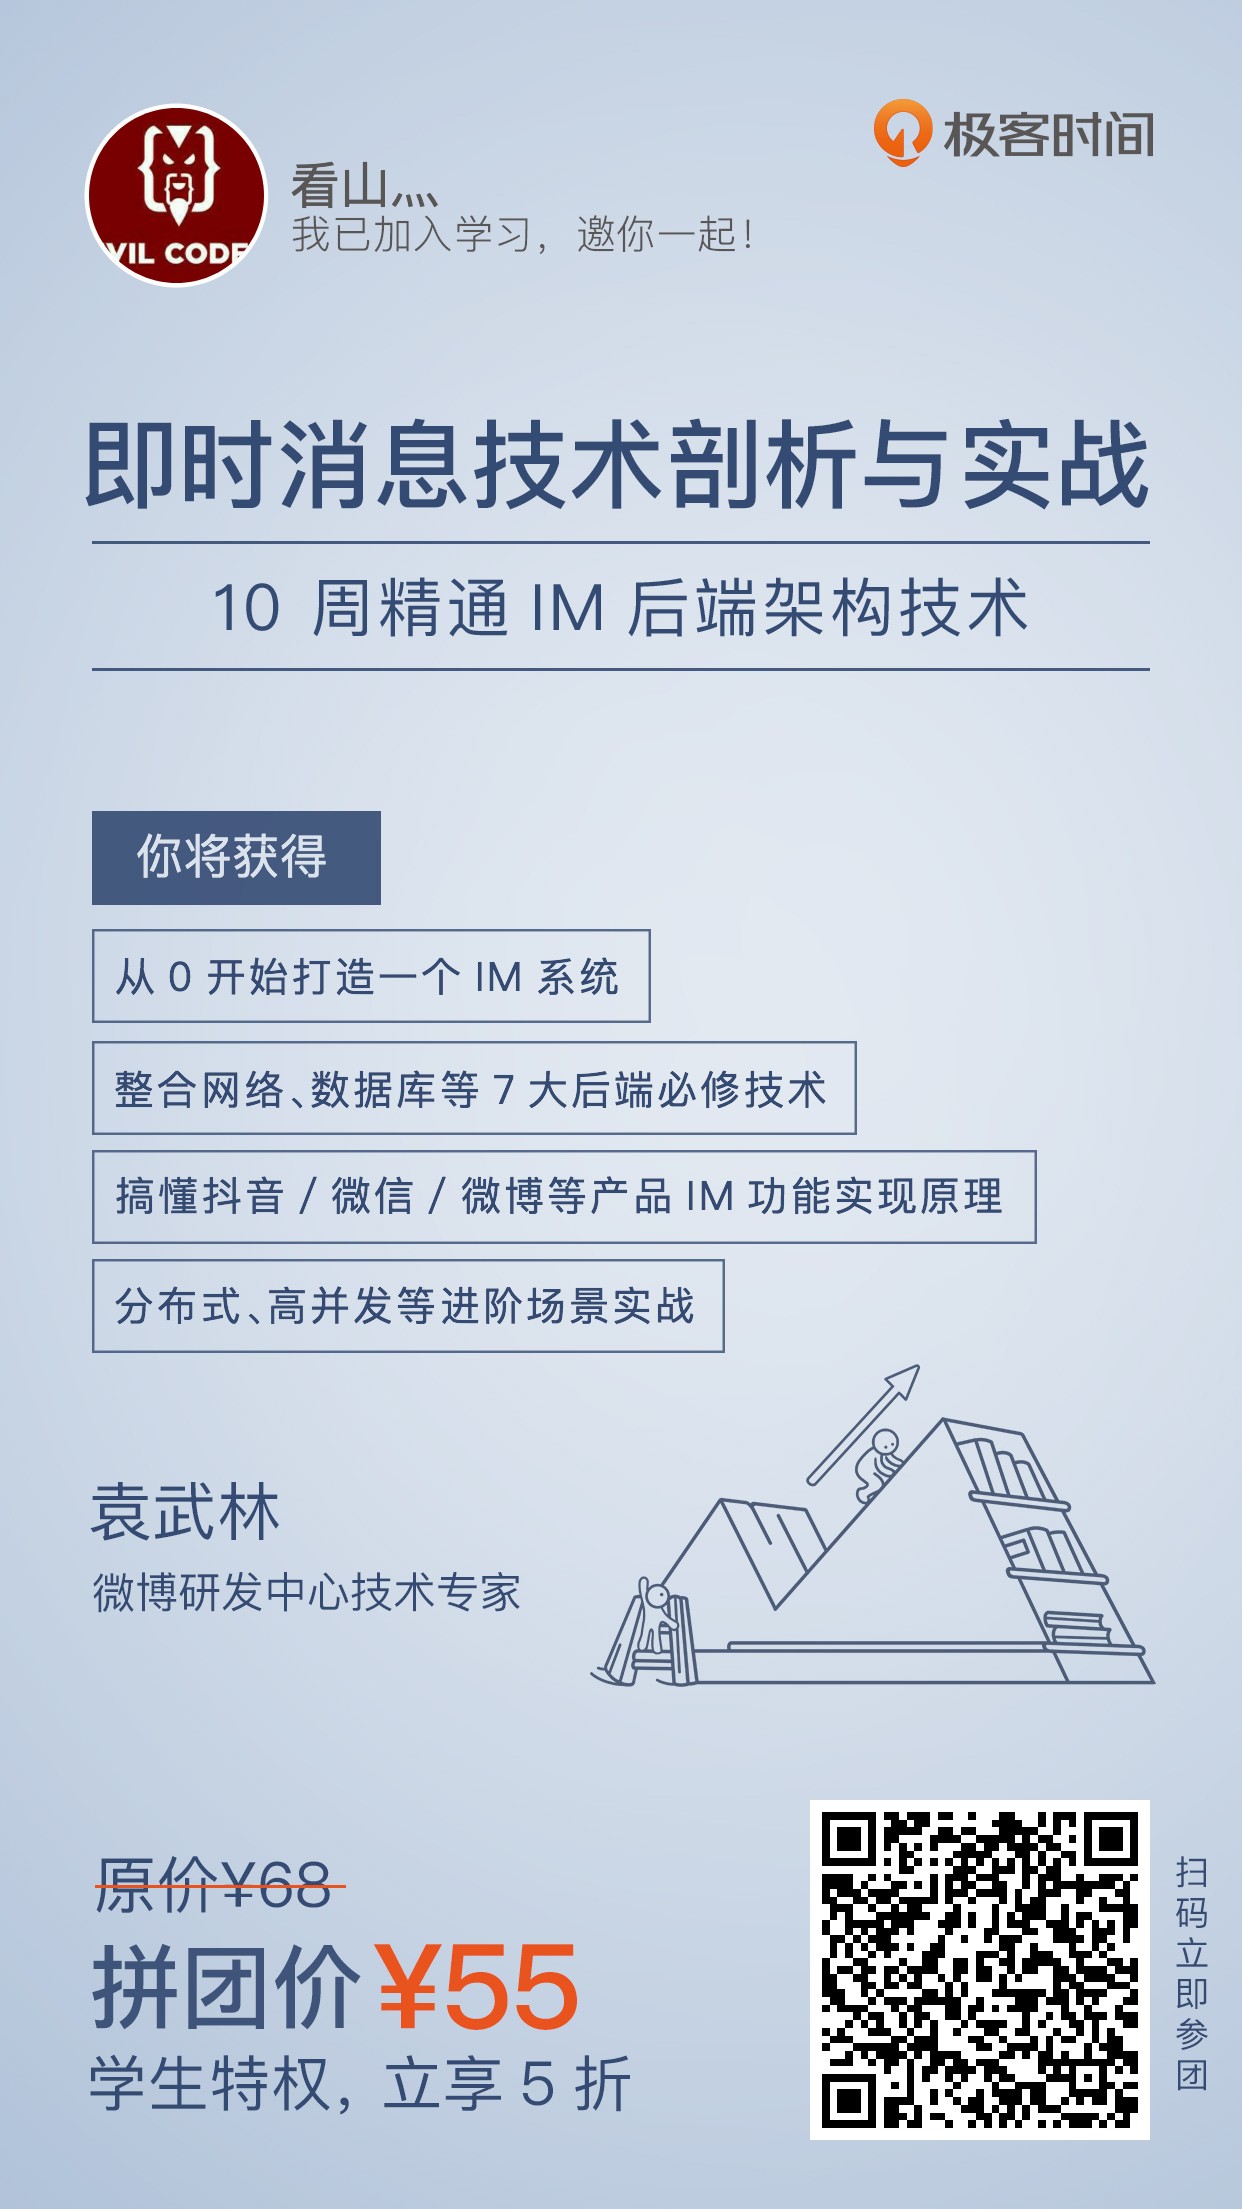 极客时间
看山灬
我已加入学习，邀你一起！
VIL CODE
即时消息技术剖析与实战
10 周精通 IM 后端架构技术
你将获得
从 0 开始打造一个 IM 系统
整合网络、数据库等 7 大后端必修技术
搞懂抖音 / 微信 / 微博等产品 IM 功能实现原理
分布式、高并发等进阶场景实战
袁武林
微博研发中心技术专家
原价¥68
拼团价¥55
学生特权，立享 5 折
扫码立即参团